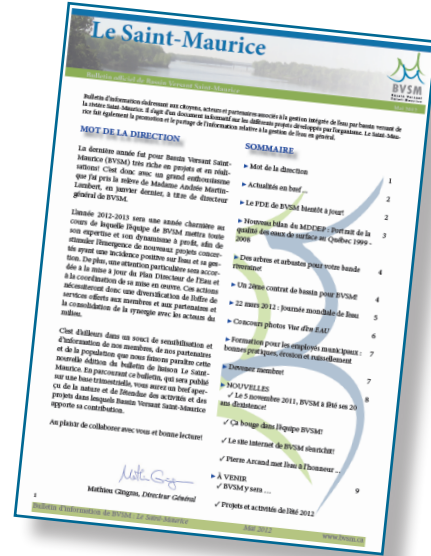 Le Saint-Maurice
Bulletin officiel de Bassin Versant Saint-Maurice
BVSM
Bassin Versant
Saint-Maurice
Bulletin d'information s'adressant aux citoyens, acteurs et partenaires associés à la gestion intégrée de l'eau par bassin versant de
la rivière Saint-Maurice. Il s'agit d'un document informatif sur les différents projets développés par l'organisme. Le Saint-Mau-
rice fait également la promotion et le partage de l'information relative à la gestion de l'eau en général.
MOT DE LA DIRECTION
La dernière année fut pour Bassin Versant Saint-
Maurice (BVSM) très riche en projets et en réali-
sations! C'est donc avec un grand enthousiasme
que j'ai pris la relève de Madame Andrée Martin-
Lambert, en janvier dernier, à titre de directeur
général de BVSM.
L'année 2012-2013 sera une année charnière au
cours de laquelle l'équipe de BVSM mettra toute
son expertise et son dynamisme à profit, afin de
stimuler l'émergence de nouveaux projets concer-
tés ayant une incidence positive sur l'eau et sa ges-
tion. De plus, une attention particulière sera accor-
dée à la mise à jour du Plan Directeur de l'Eau et
à la coordination de sa mise en œuvre. Ces actions
nécessiteront donc une diversification de l'offre de
services offerts aux membres et aux partenaires et
la consolidation de la synergie avec les acteurs du
milieu.
C'est d'ailleurs dans un souci de sensibilisation et
d'information de nos membres, de nos partenaires
et de la population que nous faisons paraître cette
nouvelle édition du bulletin de liaison Le Saint-
Maurice. En parcourant ce bulletin, qui sera publié
sur une base trimestrielle, vous aurez un bref aper-
çu de la nature et de l'étendue des activités et des
projets dans lesquels Bassin Versant Saint-Maurice
apporte sa contribution.
Au plaisir de collaborer avec vous et bonne lecture!
Mathieu Gingras, Directeur Général
SOMMAIRE
▶ Mot de la direction 1
▶ Actualités en bref ... 2
▶ Le PDE de BVSM bientôt à jour! 2
▶ Nouveau bilan du MDDEP : Portrait de la 3
qualité des eaux de surface au Québec 1999 -
2008
▶ Des arbres et arbustes pour votre bande 4
riveraine!
▶ Un 2ème contrat de bassin pour BVSM! 4
▶ 22 mars 2012 : Journée mondiale de l'eau 5
▶ Concours photos Vue d'en EAU 6
▶ Formation pour les employés municipaux : 7
bonnes pratiques, érosion et ruissellement
▶ Devenez membre! 7
▶ NOUVELLES 8
✓ Le 5 novembre 2011, BVSM a fêté ses 20
ans d'existence!
✓ Ça bouge dans l'équipe BVSM!
✓ Le site internet de BVSM s'enrichit!
✓ Pierre Arcand met l'eau à l'honneur ...
▶ À VENIR 9
✓ BVSM y sera ....
✓ Projets et activités de l'été 2012
1
Bulletin d'information de BVSM : Le Saint-Maurice
Mai 2012
www.bvsm.ca